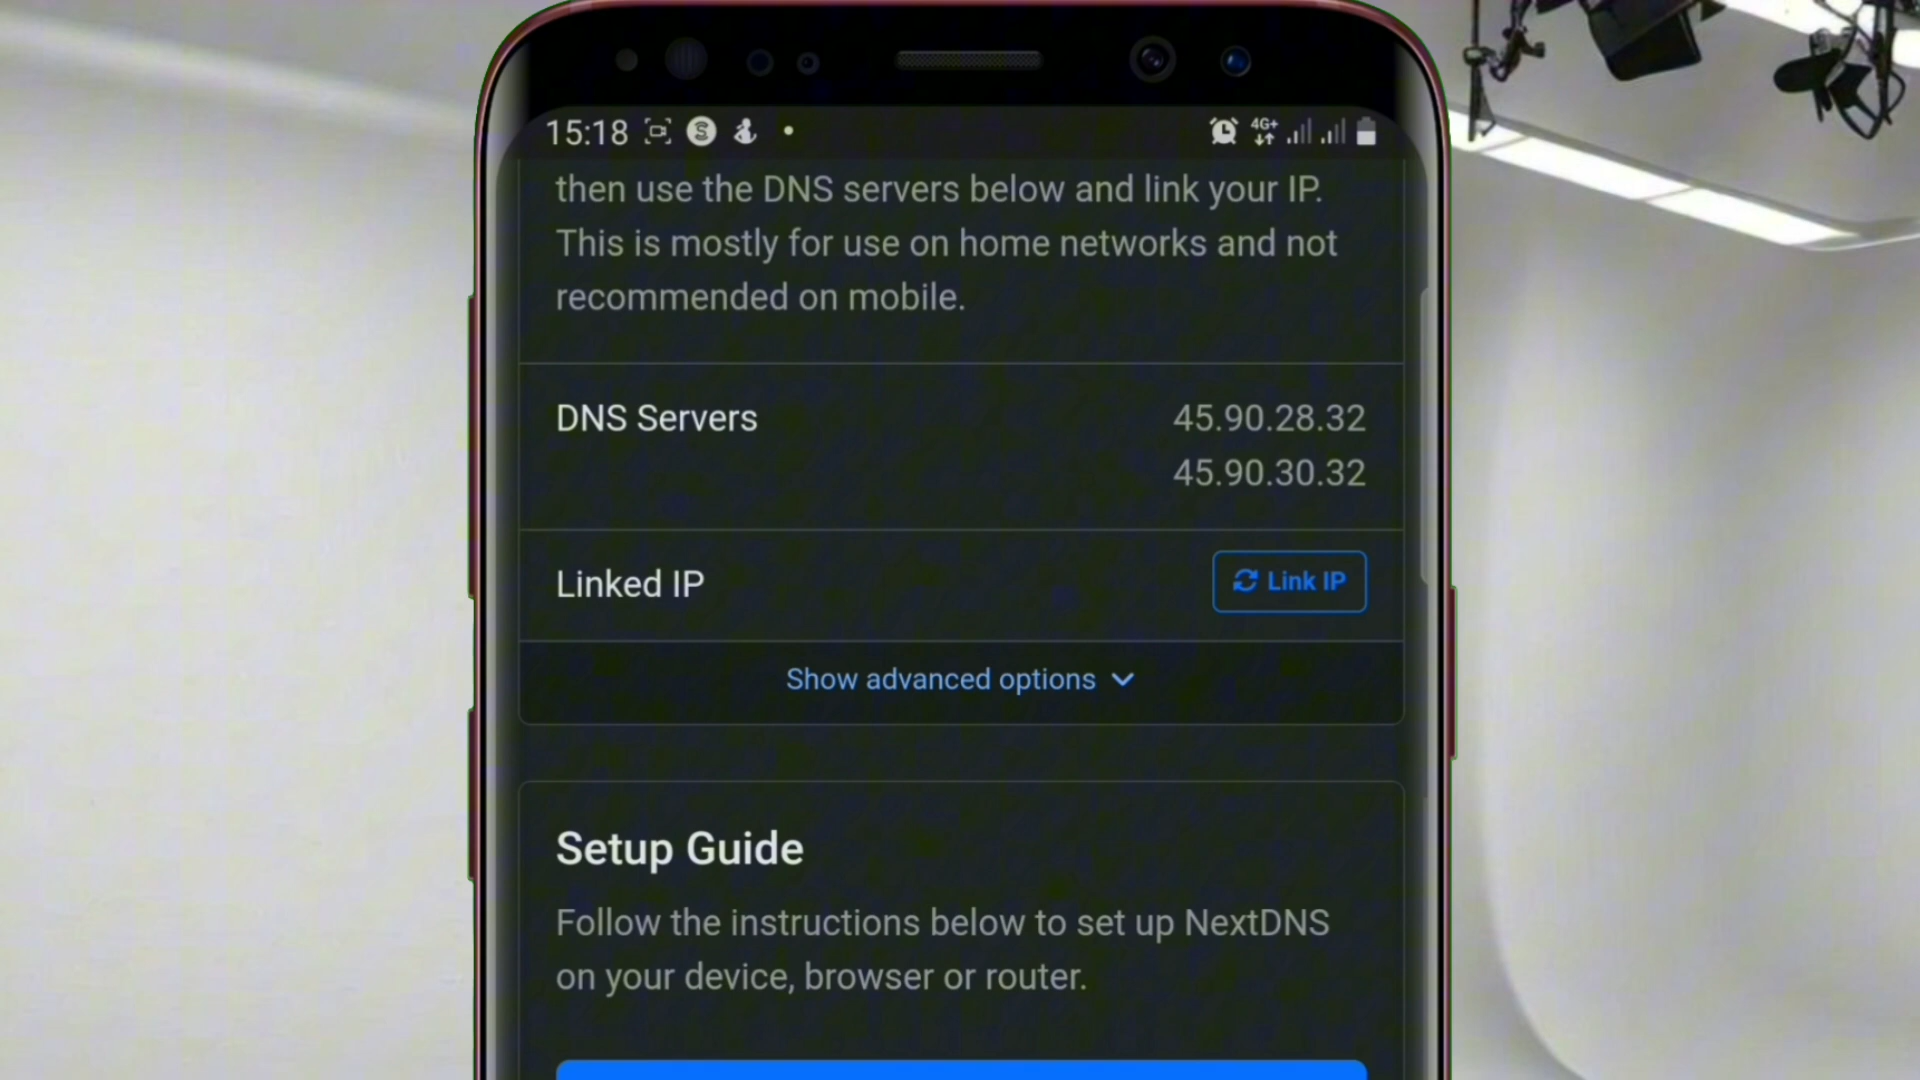 15:18
4G+
then use the DNS servers below and link your IP.
This is mostly for use on home networks and not
recommended on mobile.
DNS Servers
45.90.28.32
45.90.30.32
Linked IP
Link IP
Show advanced options
Setup Guide
Follow the instructions below to set up NextDNS
on your device, browser or router.